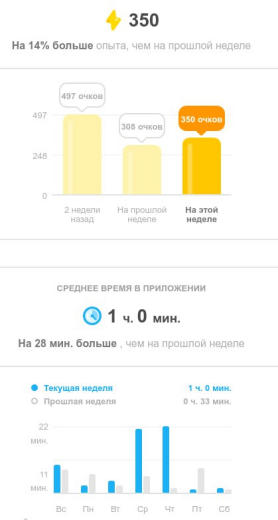 350
На 14% больше опыта, чем на прошлой неделе
497 очков
308 очков
350 очков
497
248
0
2 недели назад
На прошлой неделе
На этой неделе
СРЕДНЕЕ ВРЕМЯ В ПРИЛОЖЕНИИ
1 ч. 0 мин.
На 28 мин. больше , чем на прошлой неделе
Текущая неделя 1 ч. 0 мин.
Прошлая неделя 0 ч. 33 мин.
22 мин.
11 мин.
Вс Пн Вт Ср Чт Пт Сб